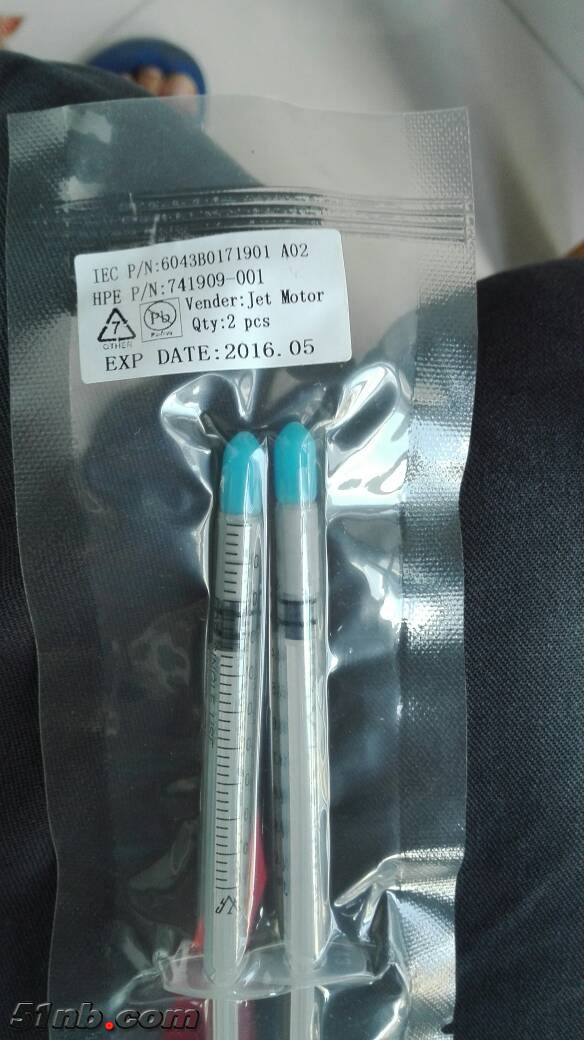 IEC P/N:6043B0171901 A02
HPE P/N:741909-001
Vender:Jet Motor
7
Pb
OTHER
Qty:2 pcs
EXP DATE:2016.05
51nb.com